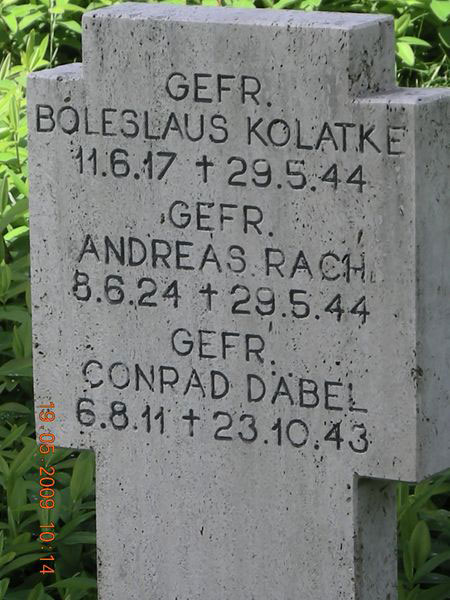 GEFR.
BOLESLAUS KOLATKE
11.6.17 † 29.5.44
GEFR.
ANDREAS RACH
8.6.24 † 29.5.44
GEFR.
CONRAD DABEL
6.8.11 † 23.10.43
19.05.2009 10:14